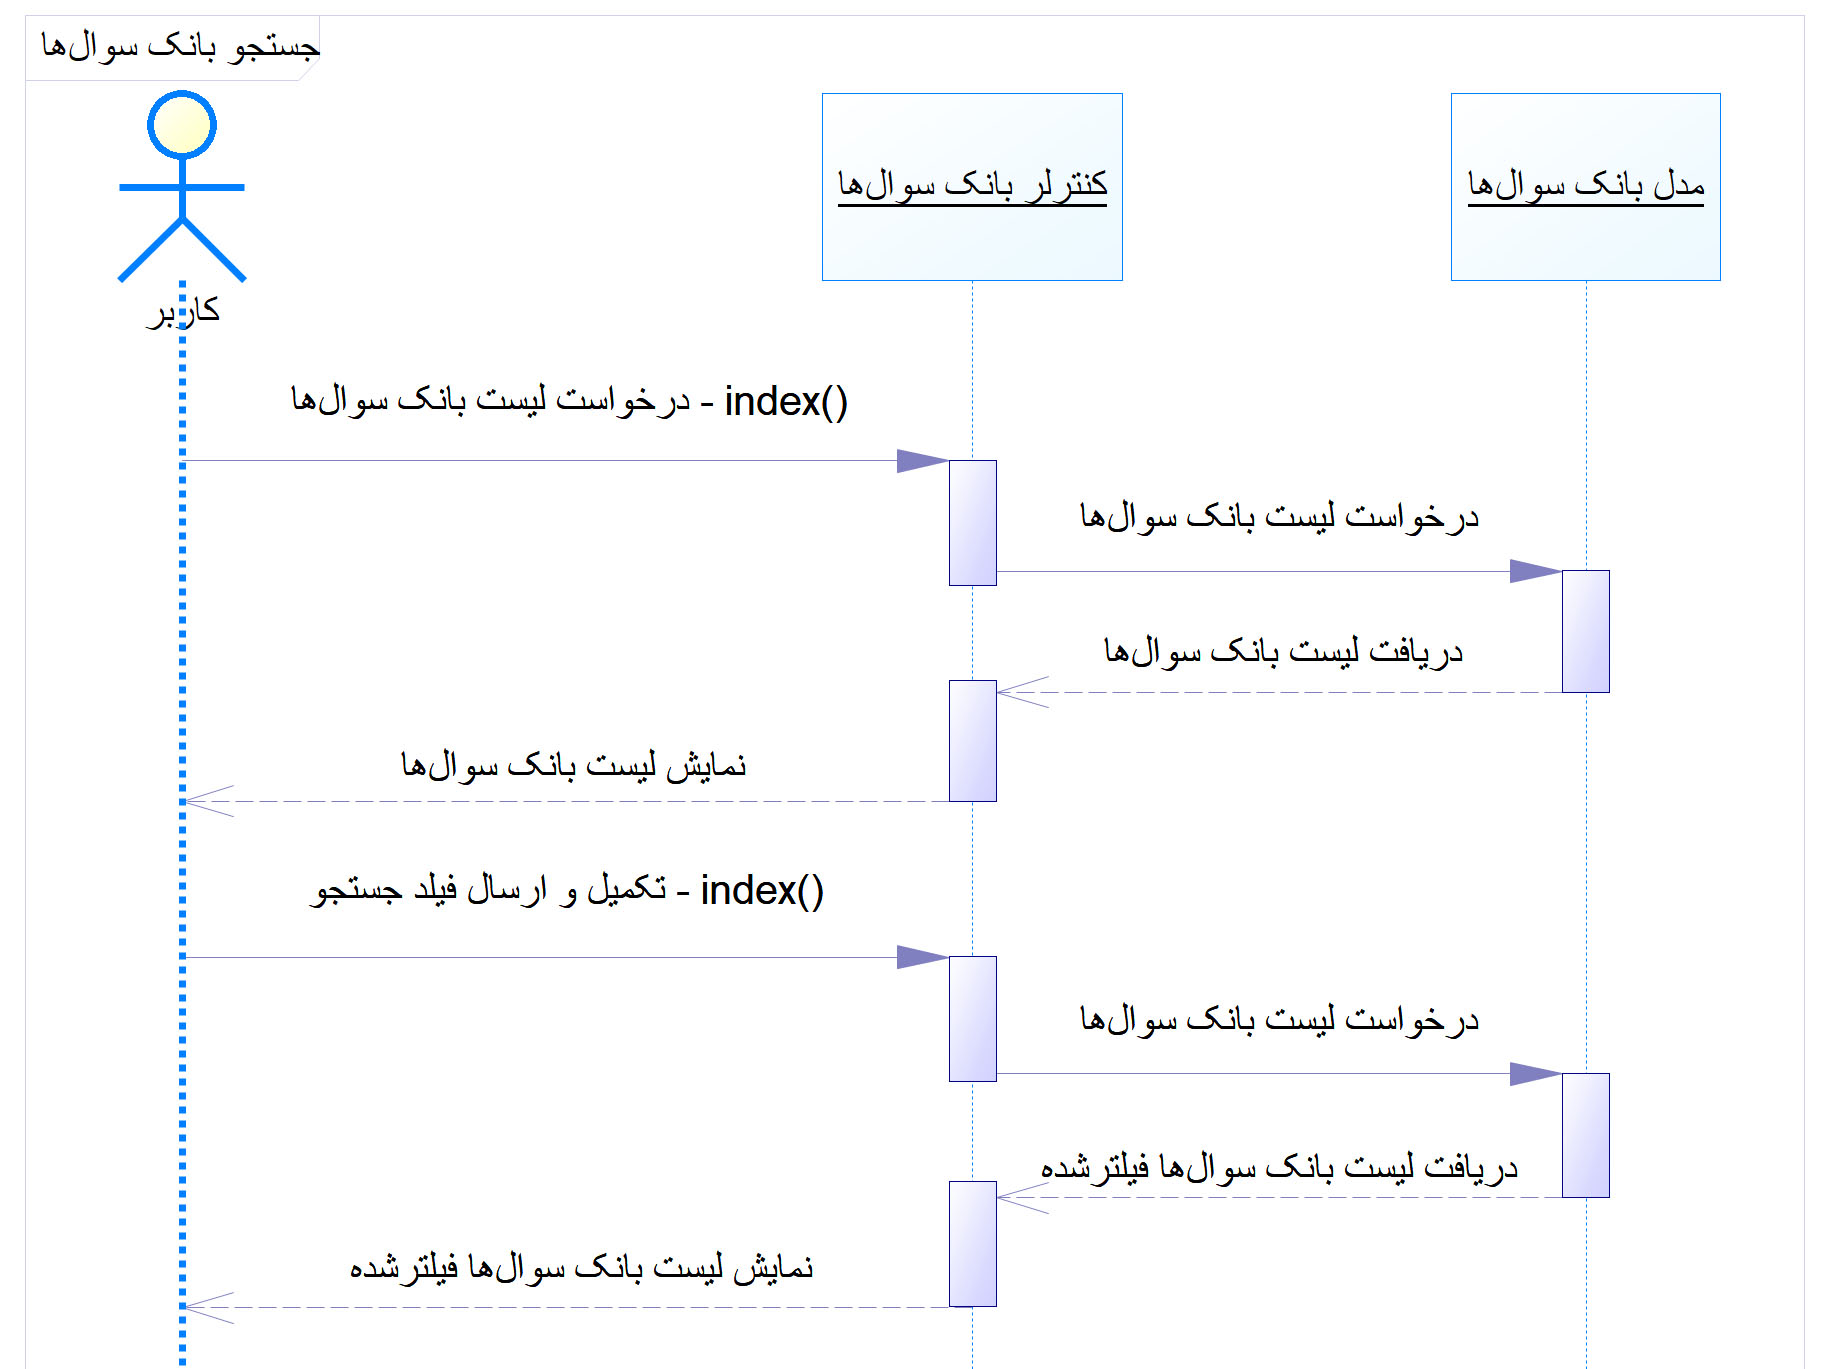 جستجو بانک سوال‌ها
کاربر
کنترلر بانک سوال‌ها
مدل بانک سوال‌ها
درخواست لیست بانک سوال‌ها - index()
درخواست لیست بانک سوال‌ها
دریافت لیست بانک سوال‌ها
نمایش لیست بانک سوال‌ها
تکمیل و ارسال فیلد جستجو - index()
درخواست لیست بانک سوال‌ها
دریافت لیست بانک سوال‌ها فیلترشده
نمایش لیست بانک سوال‌ها فیلترشده